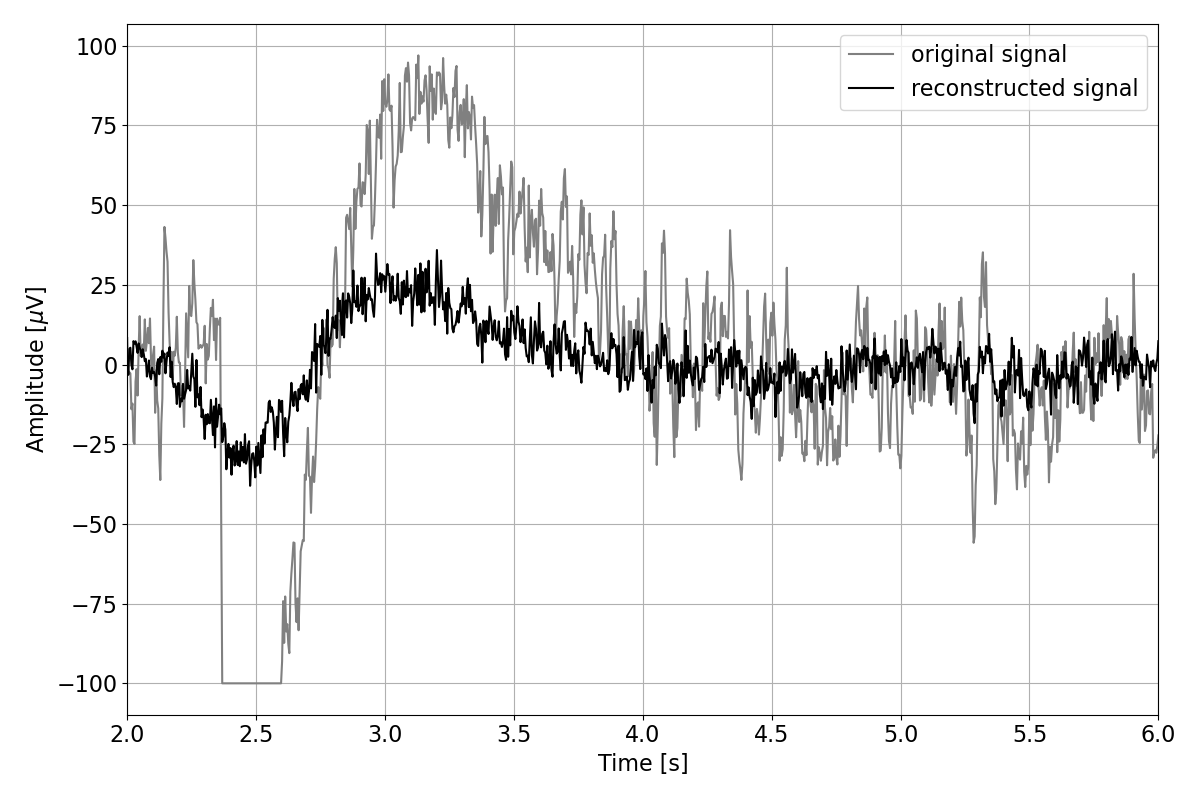 original signal
reconstructed signal
Amplitude [μV]
100
75
50
25
0
−25
−50
−75
−100
2.0 2.5 3.0 3.5 4.0 4.5 5.0 5.5 6.0
Time [s]